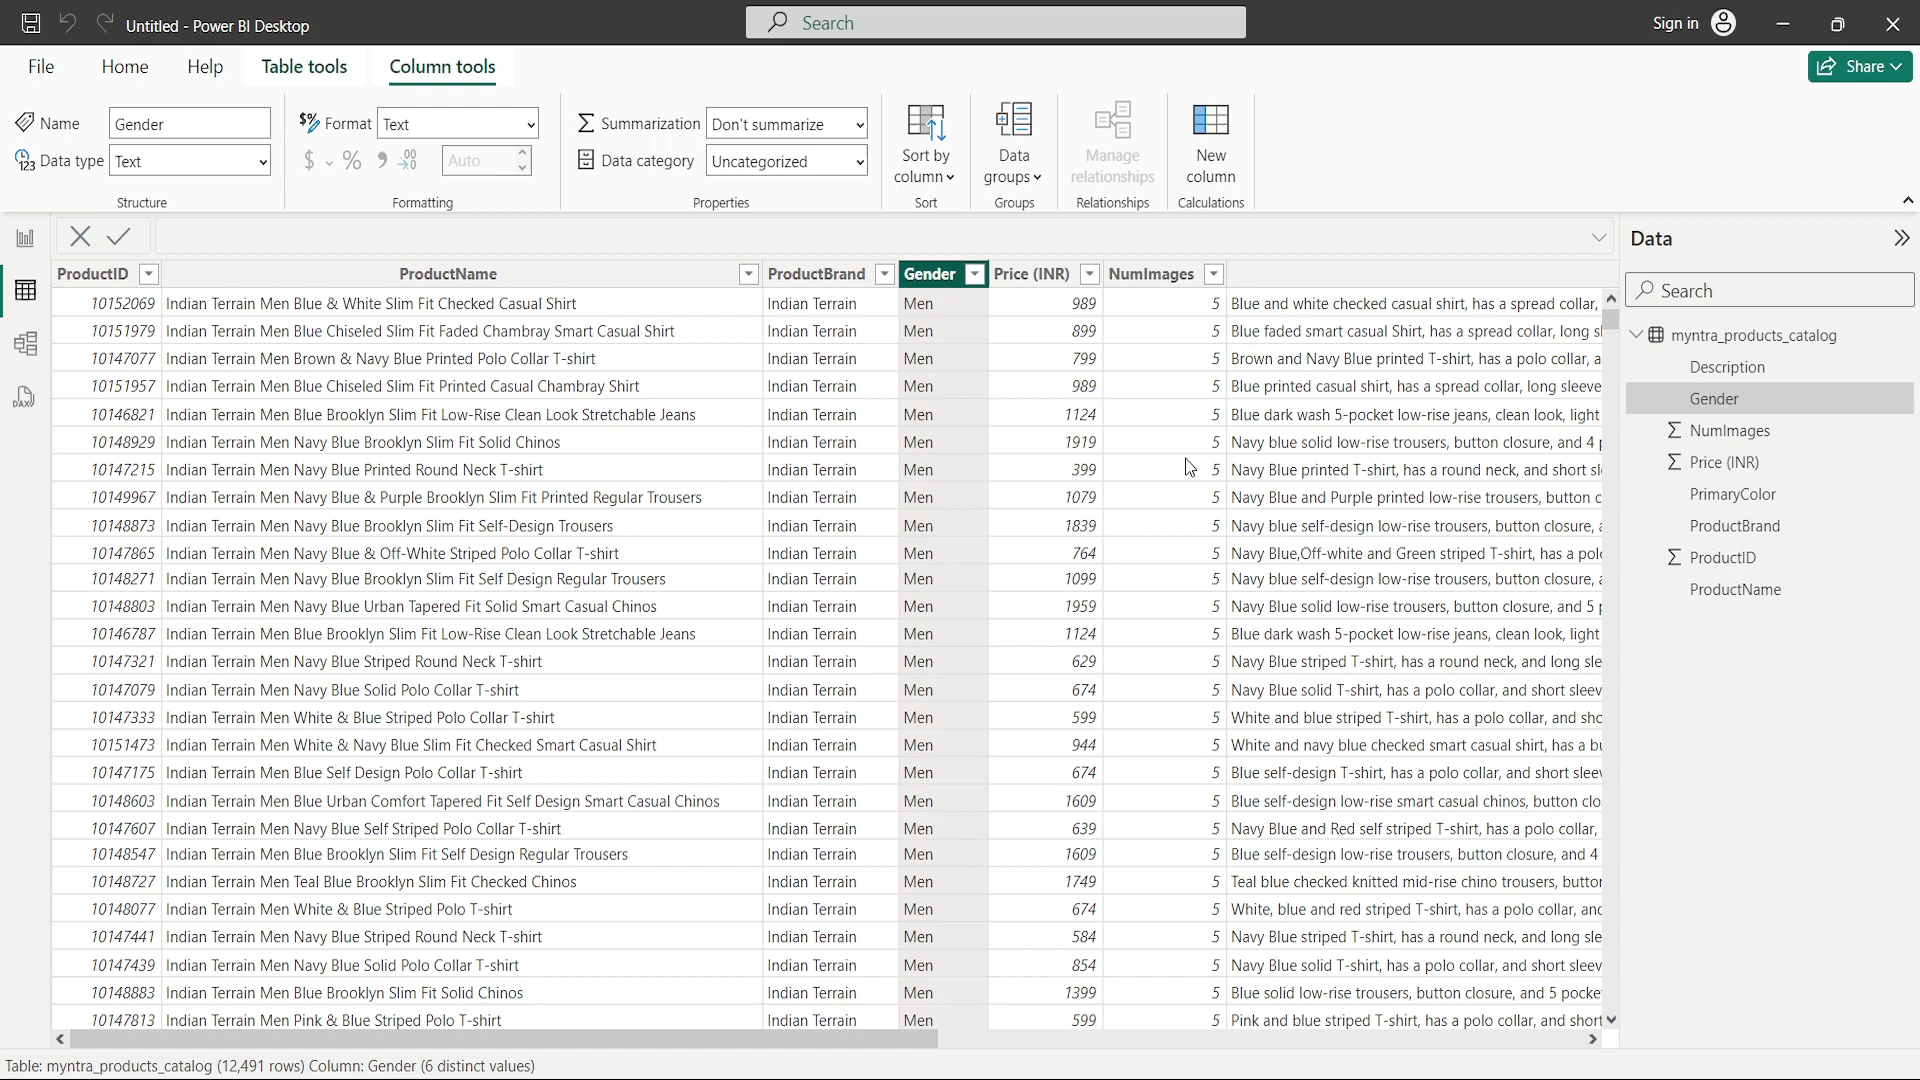 Untitled - Power BI Desktop
Search
Sign in
File Home Help Table tools Column tools
Share
Name Gender
Data type Text
Structure
Format Text
$ % Auto
Formatting
Summarization Don't summarize
Data category Uncategorized
Properties
Sort by column
Sort
Data groups
Groups
Manage relationships
Relationships
New column
Calculations
DAX
ProductID ProductName ProductBrand Gender Price (INR) NumImages
10152069 Indian Terrain Men Blue & White Slim Fit Checked Casual Shirt Indian Terrain Men 989 5 Blue and white checked casual shirt, has a spread collar,
10151979 Indian Terrain Men Blue Chiseled Slim Fit Faded Chambray Smart Casual Shirt Indian Terrain Men 899 5 Blue faded smart casual Shirt, has a spread collar, long
10147077 Indian Terrain Men Brown & Navy Blue Printed Polo Collar T-shirt Indian Terrain Men 799 5 Brown and Navy Blue printed T-shirt, has a polo collar, a
10151957 Indian Terrain Men Blue Chiseled Slim Fit Printed Casual Chambray Shirt Indian Terrain Men 989 5 Blue printed casual shirt, has a spread collar, long sleeve
10146821 Indian Terrain Men Blue Brooklyn Slim Fit Low-Rise Clean Look Stretchable Jeans Indian Terrain Men 1124 5 Blue dark wash 5-pocket low-rise jeans, clean look, light
10148929 Indian Terrain Men Navy Blue Brooklyn Slim Fit Solid Chinos Indian Terrain Men 1919 5 Navy blue solid low-rise trousers, button closure, and 4
10147215 Indian Terrain Men Navy Blue Printed Round Neck T-shirt Indian Terrain Men 399 5 Navy Blue printed T-shirt, has a round neck, and short
10149967 Indian Terrain Men Navy Blue & Purple Brooklyn Slim Fit Printed Regular Trousers Indian Terrain Men 1079 5 Navy Blue and Purple printed low-rise trousers, button
10148873 Indian Terrain Men Navy Blue Brooklyn Slim Fit Self-Design Trousers Indian Terrain Men 1839 5 Navy blue self-design low-rise trousers, button closure,
10147865 Indian Terrain Men Navy Blue & Off-White Striped Polo Collar T-shirt Indian Terrain Men 764 5 Navy Blue,Off-white and Green striped T-shirt, has a
10148271 Indian Terrain Men Navy Blue Brooklyn Slim Fit Self Design Regular Trousers Indian Terrain Men 1099 5 Navy blue self-design low-rise trousers, button closure,
10148803 Indian Terrain Men Navy Blue Urban Tapered Fit Solid Smart Casual Chinos Indian Terrain Men 1959 5 Navy Blue solid low-rise trousers, button closure, and 5
10146787 Indian Terrain Men Blue Brooklyn Slim Fit Low-Rise Clean Look Stretchable Jeans Indian Terrain Men 1124 5 Blue dark wash 5-pocket low-rise jeans, clean look, light
10147321 Indian Terrain Men Navy Blue Striped Round Neck T-shirt Indian Terrain Men 629 5 Navy Blue striped T-shirt, has a round neck, and long sle
10147079 Indian Terrain Men Navy Blue Solid Polo Collar T-shirt Indian Terrain Men 674 5 Navy Blue solid T-shirt, has a polo collar, and short sleev
10147333 Indian Terrain Men White & Blue Striped Polo Collar T-shirt Indian Terrain Men 599 5 White and blue striped T-shirt, has a polo collar, and sho
10151473 Indian Terrain Men White & Navy Blue Slim Fit Checked Smart Casual Shirt Indian Terrain Men 944 5 White and navy blue checked smart casual shirt, has a
10147175 Indian Terrain Men Blue Self Design Polo Collar T-shirt Indian Terrain Men 674 5 Blue self-design T-shirt, has a polo collar, and short sleev
10148603 Indian Terrain Men Blue Urban Comfort Tapered Fit Self Design Smart Casual Chinos Indian Terrain Men 1609 5 Blue self-design low-rise smart casual chinos, button clo
10147607 Indian Terrain Men Navy Blue Self Striped Polo Collar T-shirt Indian Terrain Men 639 5 Navy Blue and Red self striped T-shirt, has a polo collar,
10148547 Indian Terrain Men Blue Brooklyn Slim Fit Self Design Regular Trousers Indian Terrain Men 1609 5 Blue self-design low-rise trousers, button closure, and 4
10148727 Indian Terrain Men Teal Blue Brooklyn Slim Fit Checked Chinos Indian Terrain Men 1749 5 Teal blue checked knitted mid-rise chino trousers, button
10148077 Indian Terrain Men White & Blue Striped Polo T-shirt Indian Terrain Men 674 5 White, blue and red striped T-shirt, has a polo collar, and
10147441 Indian Terrain Men Navy Blue Striped Round Neck T-shirt Indian Terrain Men 584 5 Navy Blue striped T-shirt, has a round neck, and long sle
10147439 Indian Terrain Men Navy Blue Solid Polo Collar T-shirt Indian Terrain Men 854 5 Navy Blue solid T-shirt, has a polo collar, and short sleev
10148883 Indian Terrain Men Blue Brooklyn Slim Fit Solid Chinos Indian Terrain Men 1399 5 Blue solid low-rise trousers, button closure, and 5 pocke
10147813 Indian Terrain Men Pink & Blue Striped Polo T-shirt Indian Terrain Men 599 5 Pink and blue striped T-shirt, has a polo collar, and short
Data
Search
myntra_products_catalog
Description
Gender
∑ NumImages
∑ Price (INR)
PrimaryColor
ProductBrand
∑ ProductID
ProductName
Table: myntra_products_catalog (12,491 rows) Column: Gender (6 distinct values)